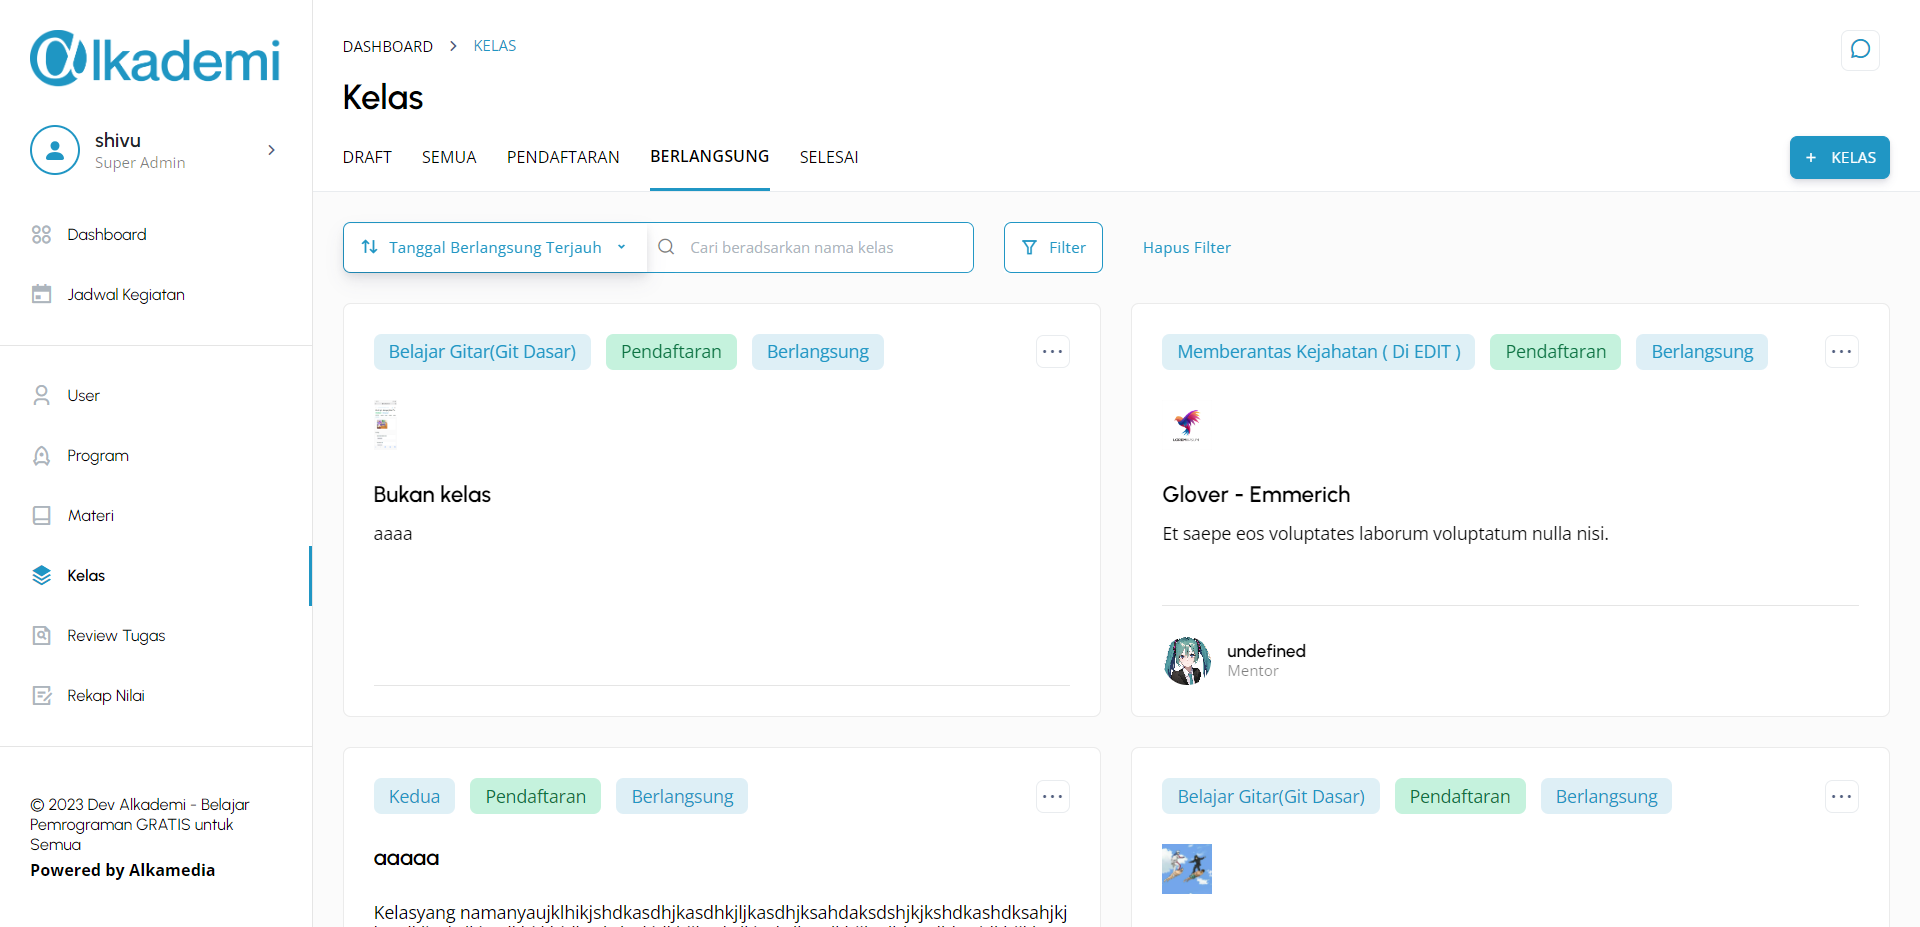 alkademi
shivu
Super Admin
Dashboard
Jadwal Kegiatan
User
Program
Materi
Kelas
Review Tugas
Rekap Nilai
© 2023 Dev Alkademi - Belajar
Pemrograman GRATIS untuk
Semua
Powered by Alkamedia
DASHBOARD > KELAS
Kelas
DRAFT SEMUA PENDAFTARAN BERLANGSUNG SELESAI
+ KELAS
Tanggal Berlangsung Terjauh Cari beradsarkan nama kelas Filter Hapus Filter
Belajar Gitar(Git Dasar) Pendaftaran Berlangsung ...
Bukan kelas
aaaa
Memberantas Kejahatan ( Di EDIT ) Pendaftaran Berlangsung ...
Glover - Emmerich
Et saepe eos voluptates laborum voluptatum nulla nisi.
undefined
Mentor
Kedua Pendaftaran Berlangsung ...
aaaaa
Kelasyang namanyaujklhikjshdkasdhjkasdhkjljkasdhjksahdaksdshjkjkshdkashdksahjkj
Belajar Gitar(Git Dasar) Pendaftaran Berlangsung ...